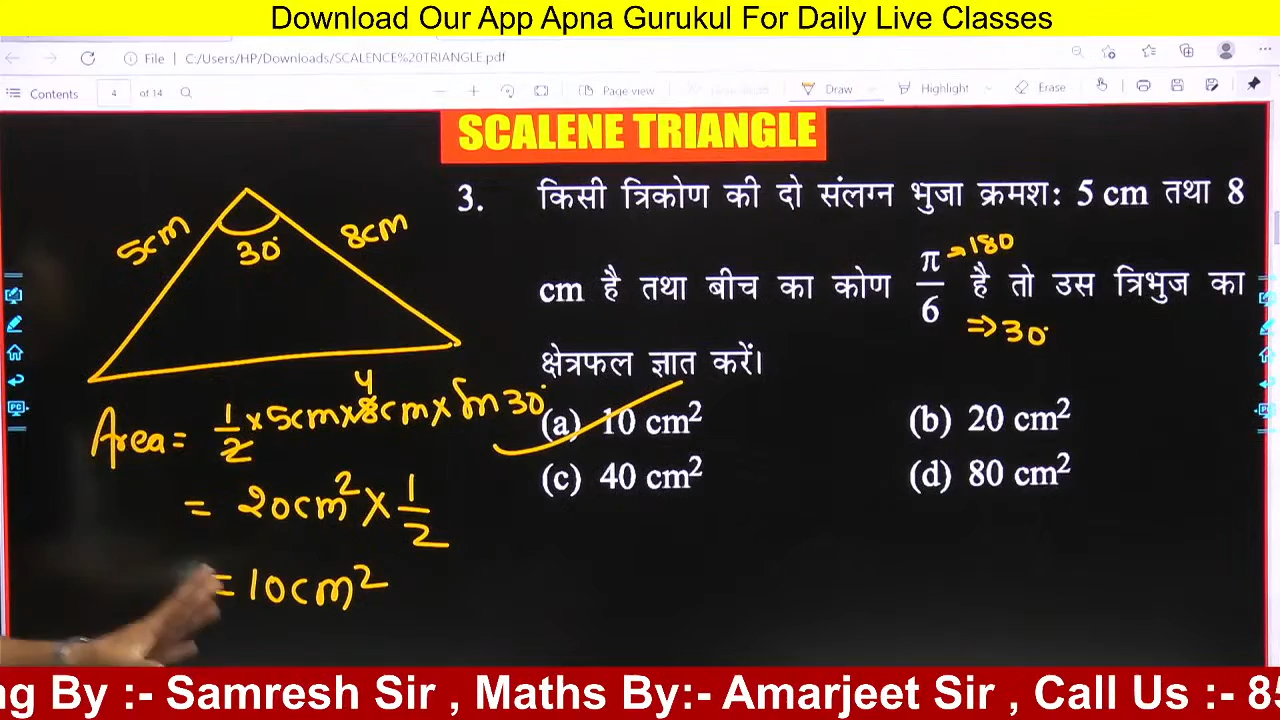 Download Our App Apna Gurukul For Daily Live Classes
File | C:/Users/HP/Downloads/SCALENCE%20TRIANGLE.pdf
Contents 4 of 14 Page view Draw Highlight Erase
SCALENE TRIANGLE
3. किसी त्रिकोण की दो संलग्न भुजा क्रमश: 5 cm तथा 8
cm है तथा बीच का कोण π/6 है तो उस त्रिभुज का
क्षेत्रफल ज्ञात करें।
→180
⇒30°
(a) 10 cm² (b) 20 cm²
(c) 40 cm² (d) 80 cm²
5cm 30° 8cm
4
Area = 1/2 × 5cm × 8cm × sin 30°
= 20cm² × 1/2
= 10cm²
ng By :- Samresh Sir , Maths By:- Amarjeet Sir , Call Us :- 85